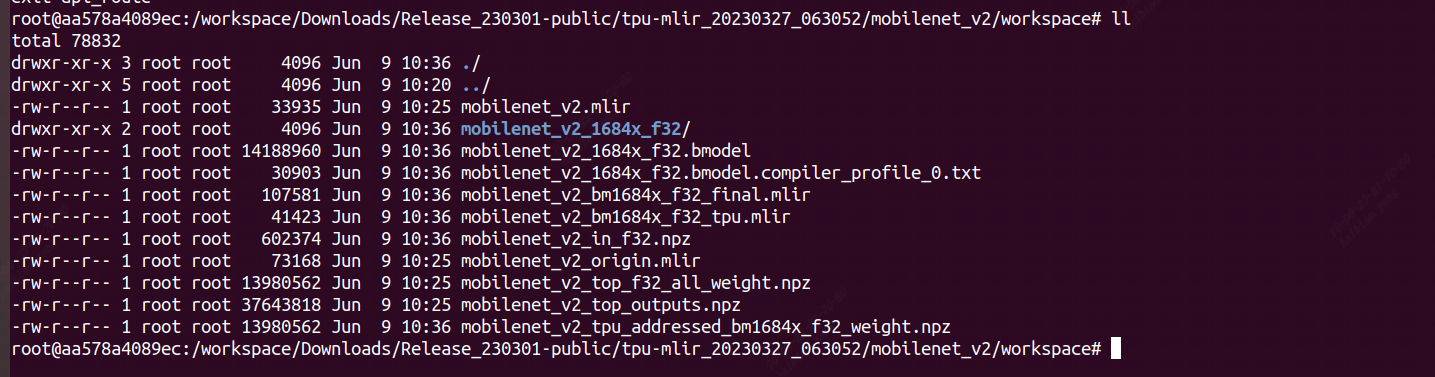 root@aa578a4089ec:/workspace/Downloads/Release_230301-public/tpu-mlir_20230327_063052/mobilenet_v2/workspace# ll
total 78832
drwxr-xr-x 3 root root     4096 Jun  9 10:36 ./
drwxr-xr-x 5 root root     4096 Jun  9 10:20 ../
-rw-r--r-- 1 root root    33935 Jun  9 10:25 mobilenet_v2.mlir
drwxr-xr-x 2 root root     4096 Jun  9 10:36 mobilenet_v2_1684x_f32/
-rw-r--r-- 1 root root 14188960 Jun  9 10:36 mobilenet_v2_1684x_f32.bmodel
-rw-r--r-- 1 root root    30903 Jun  9 10:36 mobilenet_v2_1684x_f32.bmodel.compiler_profile_0.txt
-rw-r--r-- 1 root root   107581 Jun  9 10:36 mobilenet_v2_bm1684x_f32_final.mlir
-rw-r--r-- 1 root root    41423 Jun  9 10:36 mobilenet_v2_bm1684x_f32_tpu.mlir
-rw-r--r-- 1 root root   602374 Jun  9 10:36 mobilenet_v2_in_f32.npz
-rw-r--r-- 1 root root    73168 Jun  9 10:25 mobilenet_v2_origin.mlir
-rw-r--r-- 1 root root 13980562 Jun  9 10:25 mobilenet_v2_top_f32_all_weight.npz
-rw-r--r-- 1 root root 37643818 Jun  9 10:25 mobilenet_v2_top_outputs.npz
-rw-r--r-- 1 root root 13980562 Jun  9 10:36 mobilenet_v2_tpu_addressed_bm1684x_f32_weight.npz
root@aa578a4089ec:/workspace/Downloads/Release_230301-public/tpu-mlir_20230327_063052/mobilenet_v2/workspace#